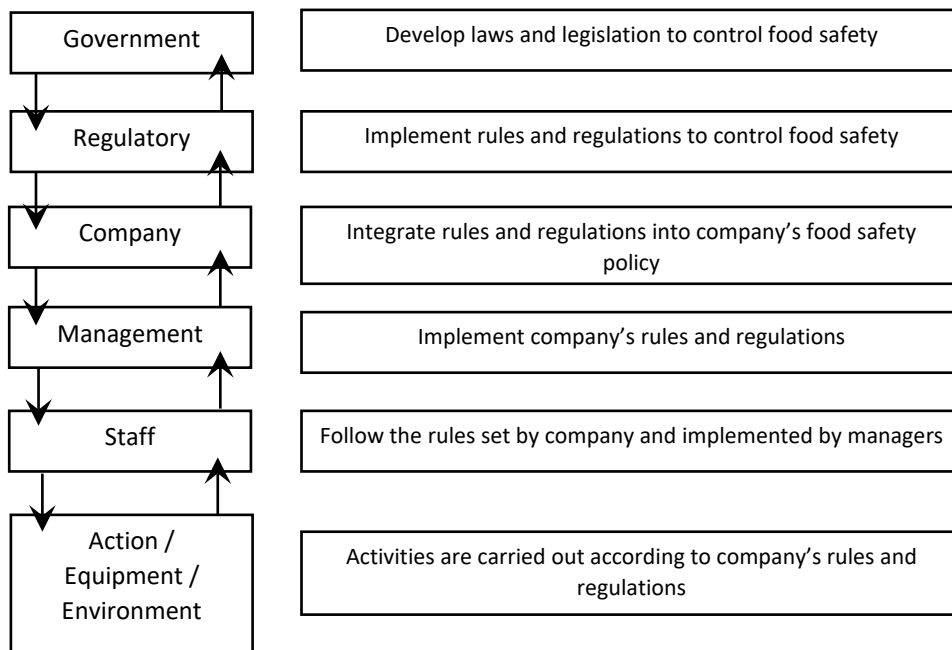 Government
Develop laws and legislation to control food safety
Regulatory
Implement rules and regulations to control food safety
Company
Integrate rules and regulations into company’s food safety
policy
Management
Implement company’s rules and regulations
Staff
Follow the rules set by company and implemented by managers
Action /
Equipment /
Environment
Activities are carried out according to company’s rules and
regulations